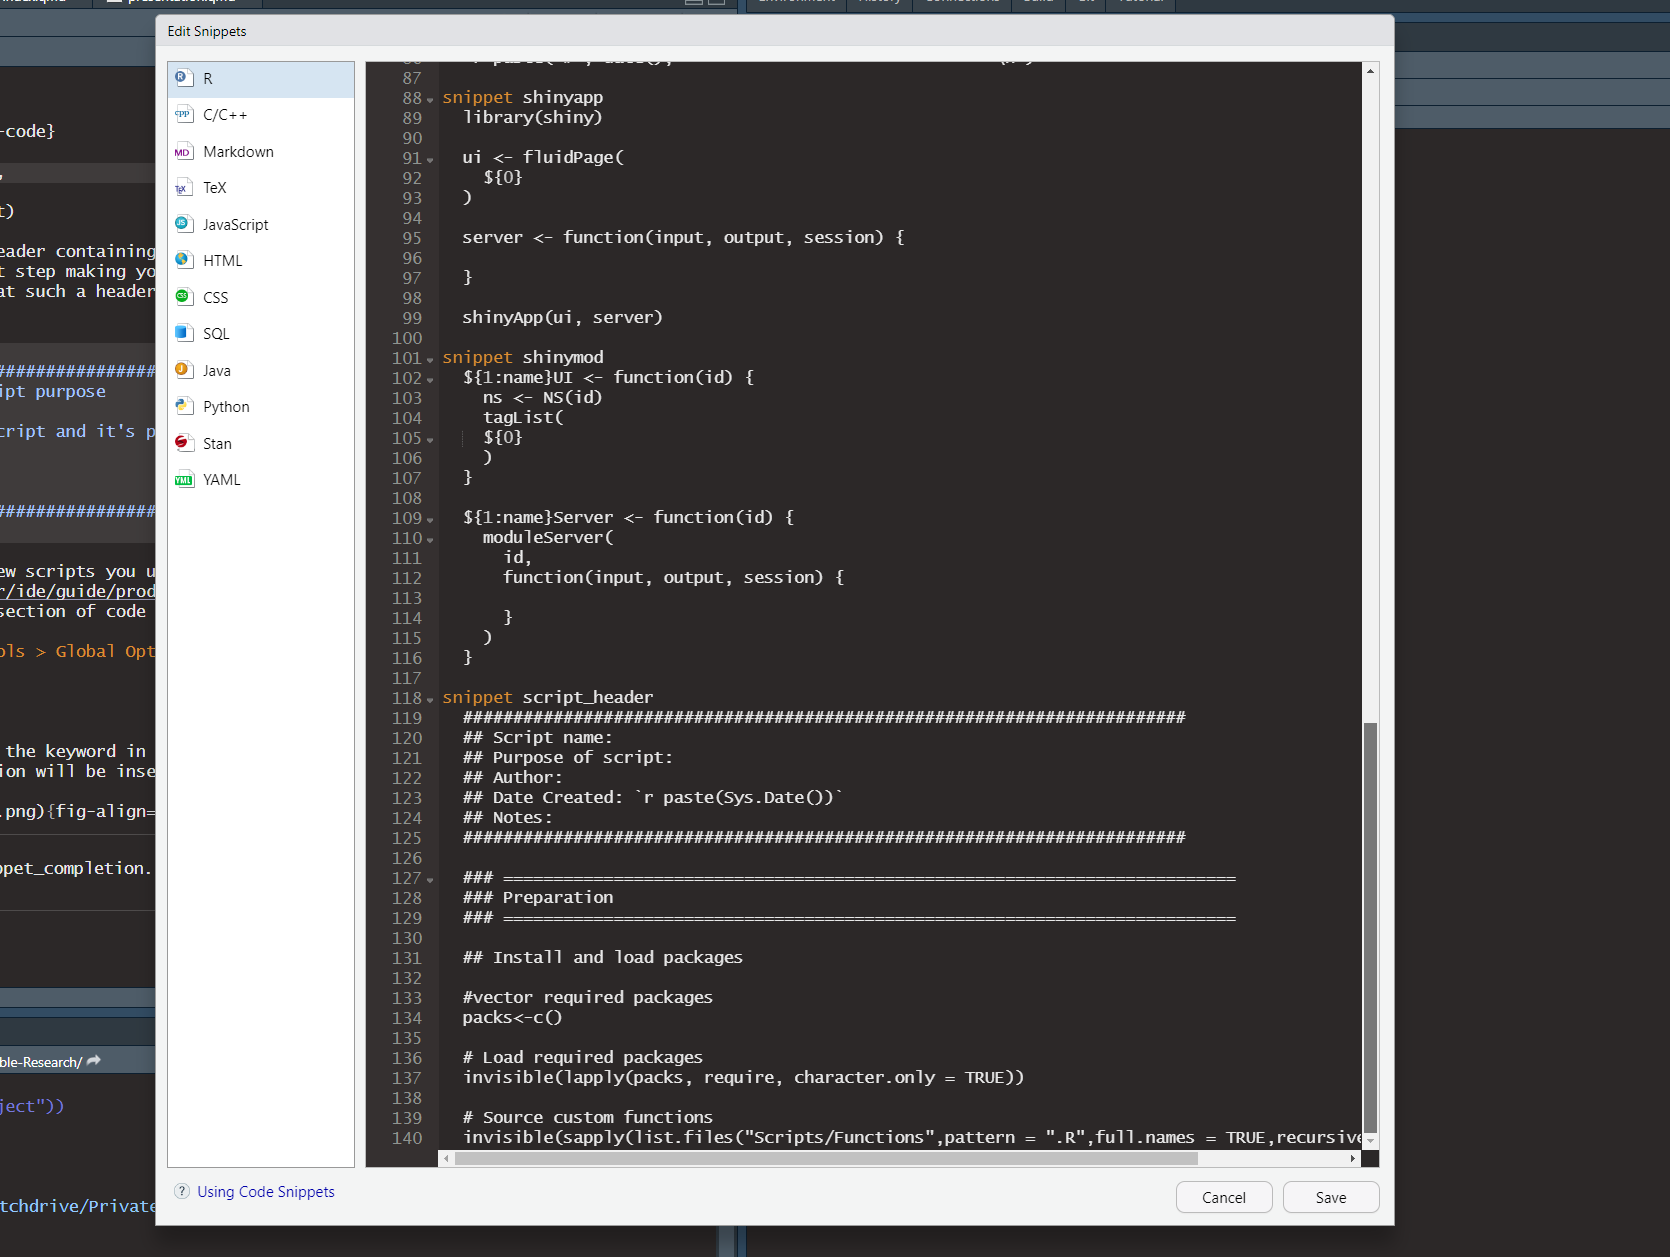 presentation.qmd
Environment History Connections Build Git Tutorial
Edit Snippets
R
C/C++
Markdown
TeX
JavaScript
HTML
CSS
SQL
Java
Python
Stan
YAML
87
88 snippet shinyapp
89 library(shiny)
90
91 ui <- fluidPage(
92 ${0}
93 )
94
95 server <- function(input, output, session) {
96
97 }
98
99 shinyApp(ui, server)
100
101 snippet shinymod
102 ${1:name}UI <- function(id) {
103 ns <- NS(id)
104 tagList(
105 ${0}
106 )
107 }
108
109 ${1:name}Server <- function(id) {
110 moduleServer(
111 id,
112 function(input, output, session) {
113
114 }
115 )
116 }
117
118 snippet script_header
119 ########################################################################
120 ## Script name:
121 ## Purpose of script:
122 ## Author:
123 ## Date Created: `r paste(Sys.Date())`
124 ## Notes:
125 ########################################################################
126
127 ### =========================================================================
128 ### Preparation
129 ### =========================================================================
130
131 ## Install and load packages
132
133 #vector required packages
134 packs<-c()
135
136 # Load required packages
137 invisible(lapply(packs, require, character.only = TRUE))
138
139 # Source custom functions
140 invisible(sapply(list.files("Scripts/Functions",pattern = ".R",full.names = TRUE,recursive
? Using Code Snippets
Cancel Save
-code}
,
t)
eader containing
t step making yo
at such a header
################
ipt purpose
cript and it's p
################
ew scripts you u
r/ide/guide/prod
section of code
ols > Global Opt
the keyword in
ion will be inse
.png){fig-align=
ppet_completion.
ble-Research/
ject"))
tchdrive/Private